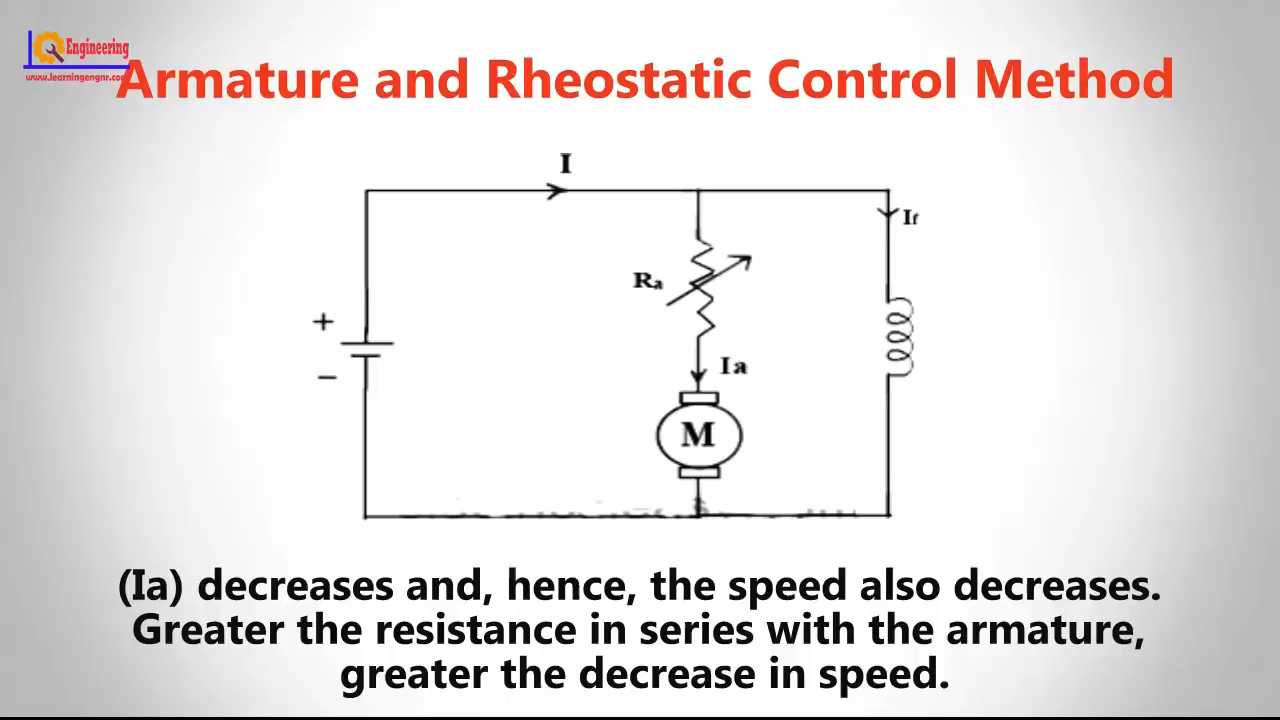 Engineering
www.learningengnr.com
Armature and Rheostatic Control Method
I
If
Ra
+
−
Ia
M
(Ia) decreases and, hence, the speed also decreases.
Greater the resistance in series with the armature,
greater the decrease in speed.